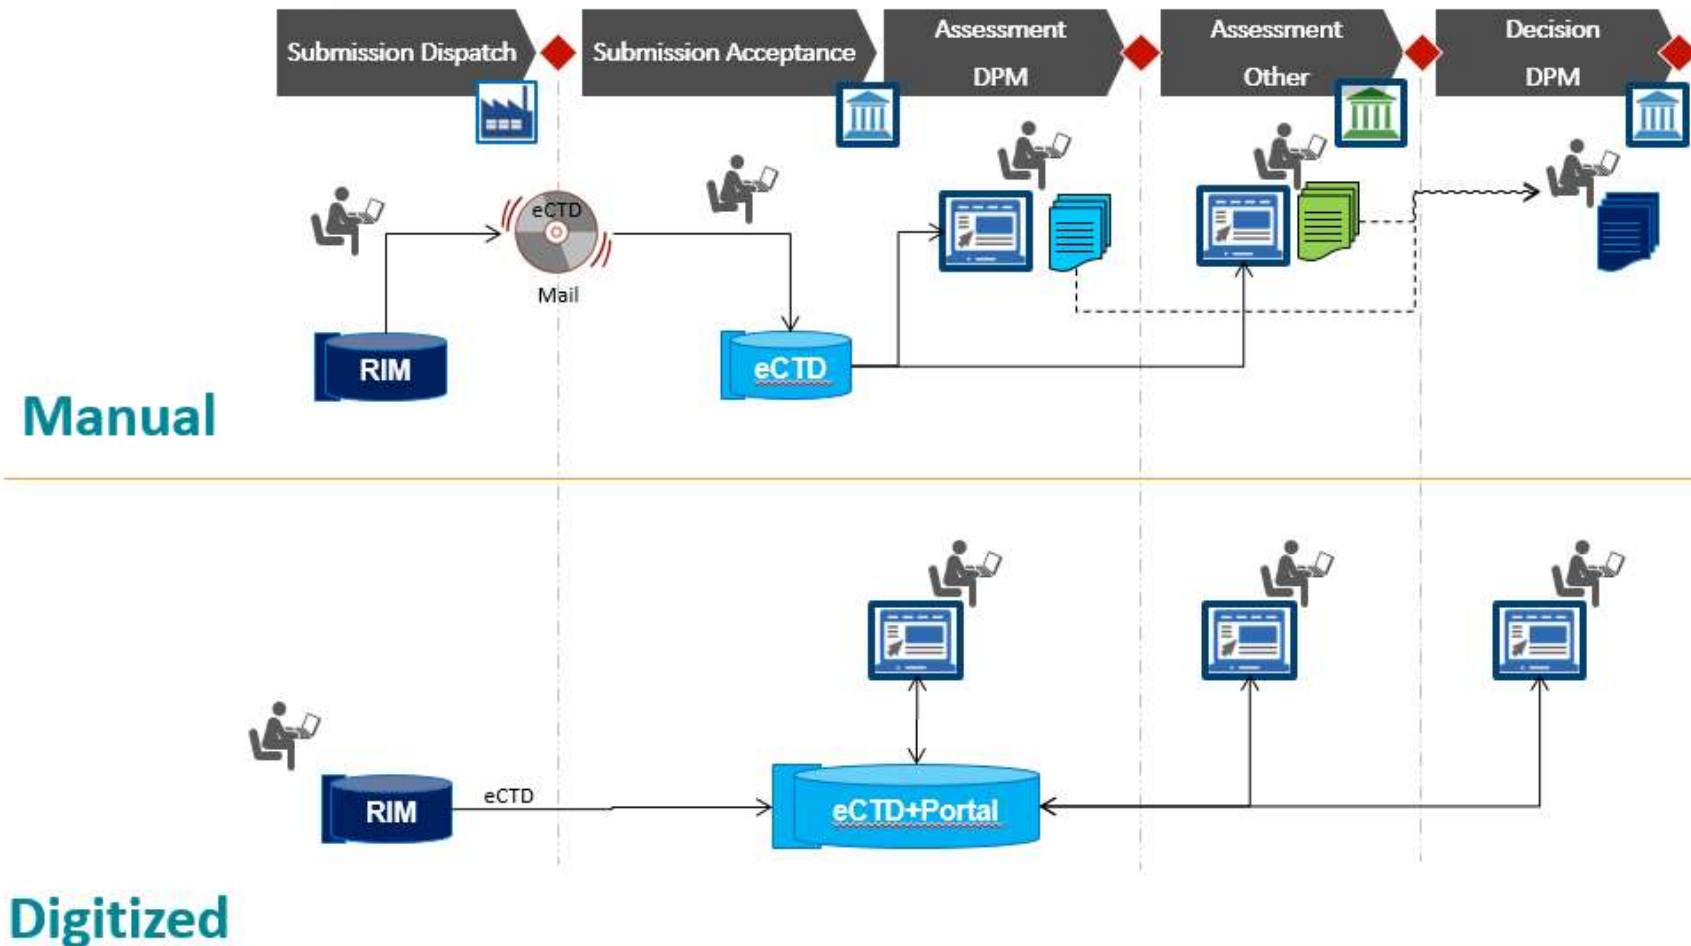 Submission Dispatch
Submission Acceptance
Assessment
DPM
Assessment
Other
Decision
DPM
eCTD
Mail
RIM
eCTD
Manual
RIM
eCTD
eCTD+Portal
Digitized